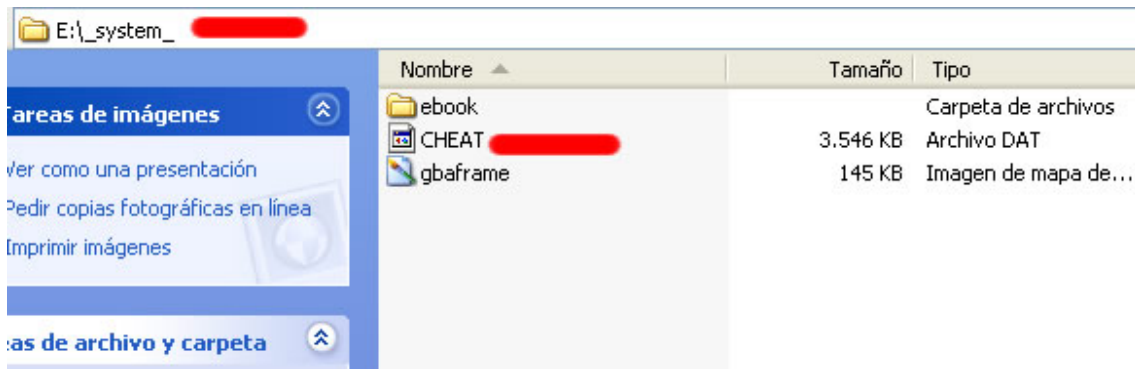 E:\_system_
Nombre Tamaño Tipo
Tareas de imágenes
Ver como una presentación
Pedir copias fotográficas en línea
Imprimir imágenes
ebook Carpeta de archivos
CHEAT 3.546 KB Archivo DAT
gbaframe 145 KB Imagen de mapa de...
as de archivo y carpeta